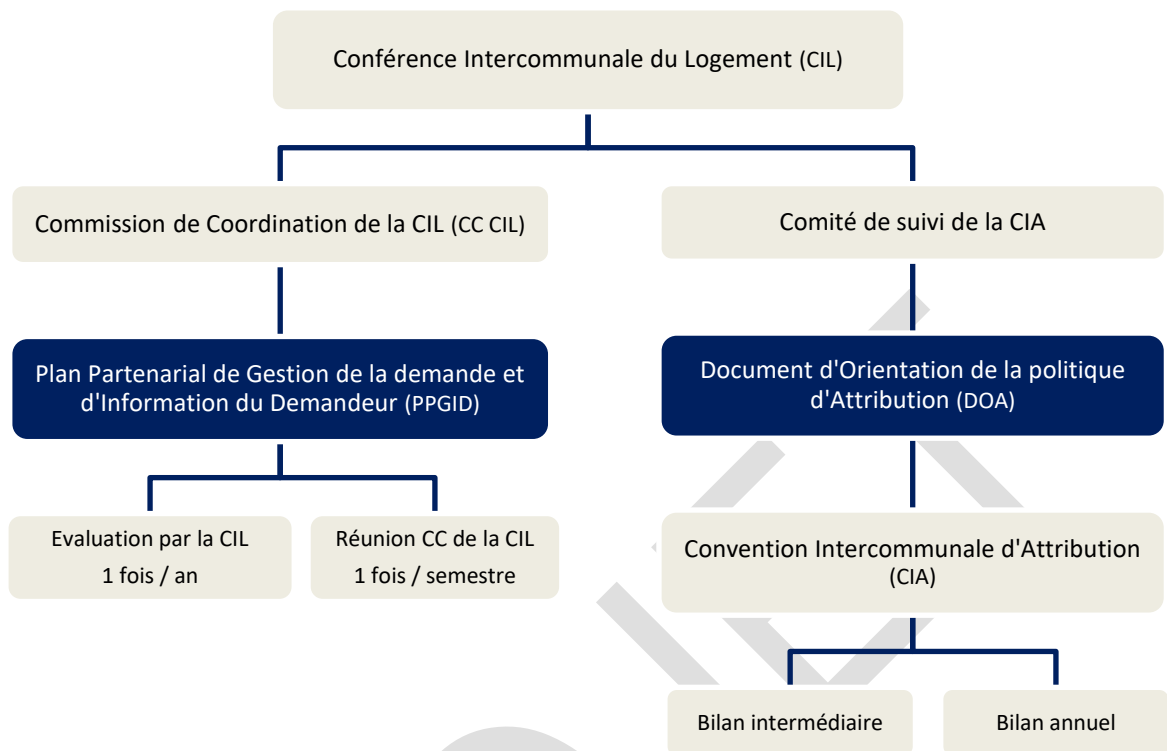 Conférence Intercommunale du Logement (CIL)
Commission de Coordination de la CIL (CC CIL)
Comité de suivi de la CIA
Plan Partenarial de Gestion de la demande et
d'Information du Demandeur (PPGID)
Document d'Orientation de la politique
d'Attribution (DOA)
Evaluation par la CIL
1 fois / an
Réunion CC de la CIL
1 fois / semestre
Convention Intercommunale d'Attribution
(CIA)
Bilan intermédiaire
Bilan annuel